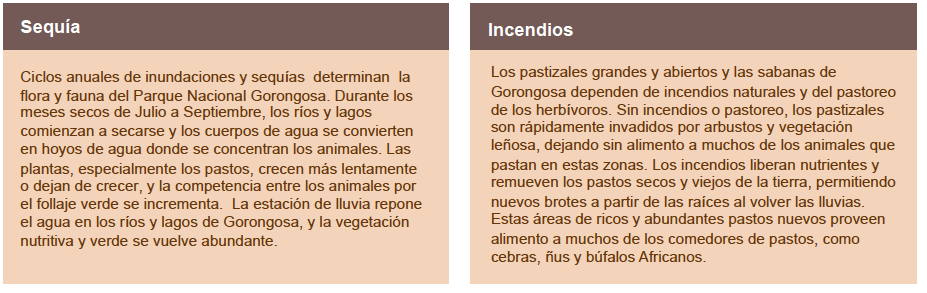 Sequía
Ciclos anuales de inundaciones y sequías  determinan  la
flora y fauna del Parque Nacional Gorongosa. Durante los
meses secos de Julio a Septiembre, los ríos y lagos
comienzan a secarse y los cuerpos de agua se convierten
en hoyos de agua donde se concentran los animales. Las
plantas, especialmente los pastos, crecen más lentamente
o dejan de crecer, y la competencia entre los animales por
el follaje verde se incrementa.  La estación de lluvia repone
el agua en los ríos y lagos de Gorongosa, y la vegetación
nutritiva y verde se vuelve abundante.
Incendios
Los pastizales grandes y abiertos y las sabanas de
Gorongosa dependen de incendios naturales y del pastoreo
de los herbívoros. Sin incendios o pastoreo, los pastizales
son rápidamente invadidos por arbustos y vegetación
leñosa, dejando sin alimento a muchos de los animales que
pastan en estas zonas. Los incendios liberan nutrientes y
remueven los pastos secos y viejos de la tierra, permitiendo
nuevos brotes a partir de las raíces al volver las lluvias.
Estas áreas de ricos y abundantes pastos nuevos proveen
alimento a muchos de los comedores de pastos, como
cebras, ñus y búfalos Africanos.